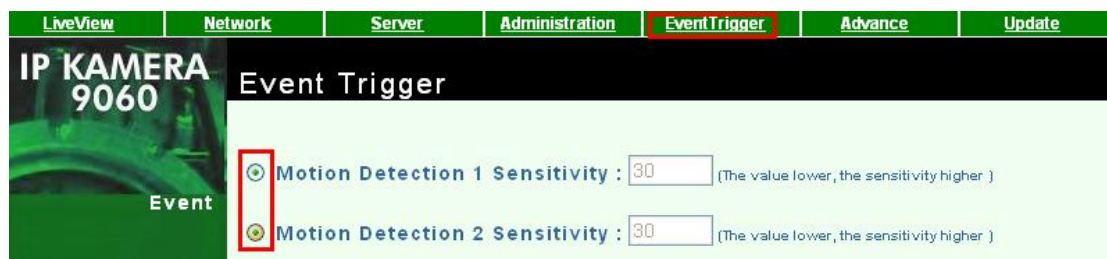 LiveView Network Server Administration EventTrigger Advance Update
IP KAMERA
9060
Event Trigger
Event
Motion Detection 1 Sensitivity : 30 (The value lower, the sensitivity higher )
Motion Detection 2 Sensitivity : 30 (The value lower, the sensitivity higher )